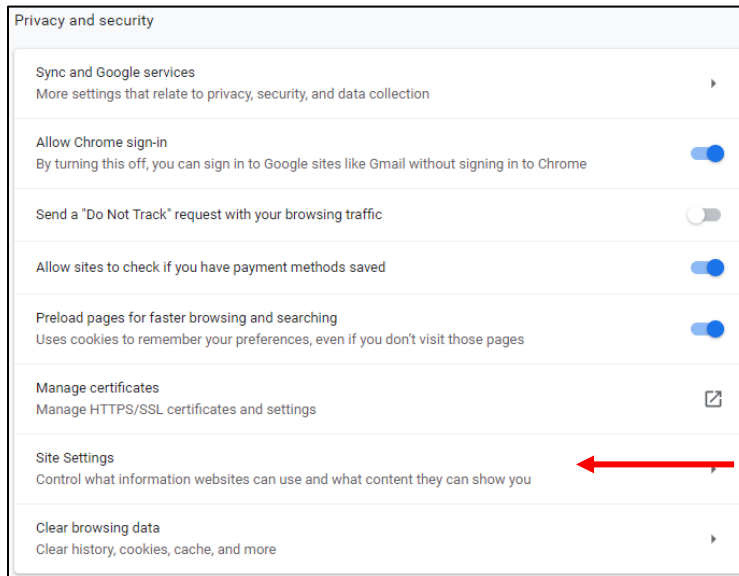 Privacy and security
Sync and Google services
More settings that relate to privacy, security, and data collection
Allow Chrome sign-in
By turning this off, you can sign in to Google sites like Gmail without signing in to Chrome
Send a "Do Not Track" request with your browsing traffic
Allow sites to check if you have payment methods saved
Preload pages for faster browsing and searching
Uses cookies to remember your preferences, even if you don't visit those pages
Manage certificates
Manage HTTPS/SSL certificates and settings
Site Settings
Control what information websites can use and what content they can show you
Clear browsing data
Clear history, cookies, cache, and more